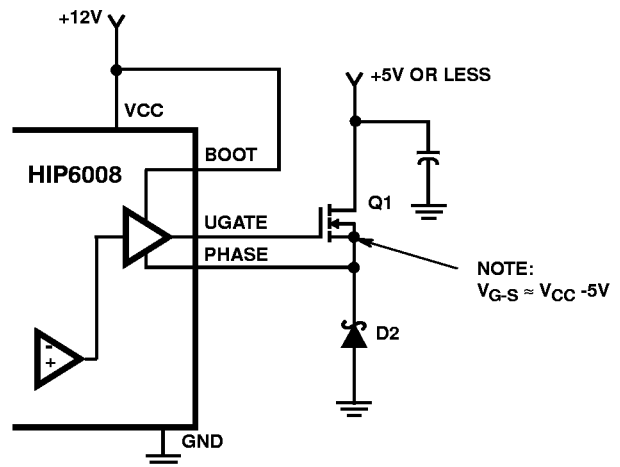 +12V
+5V OR LESS
VCC
BOOT
HIP6008
Q1
UGATE
PHASE
NOTE:
VG-S ≈ VCC -5V
D2
-
+
GND